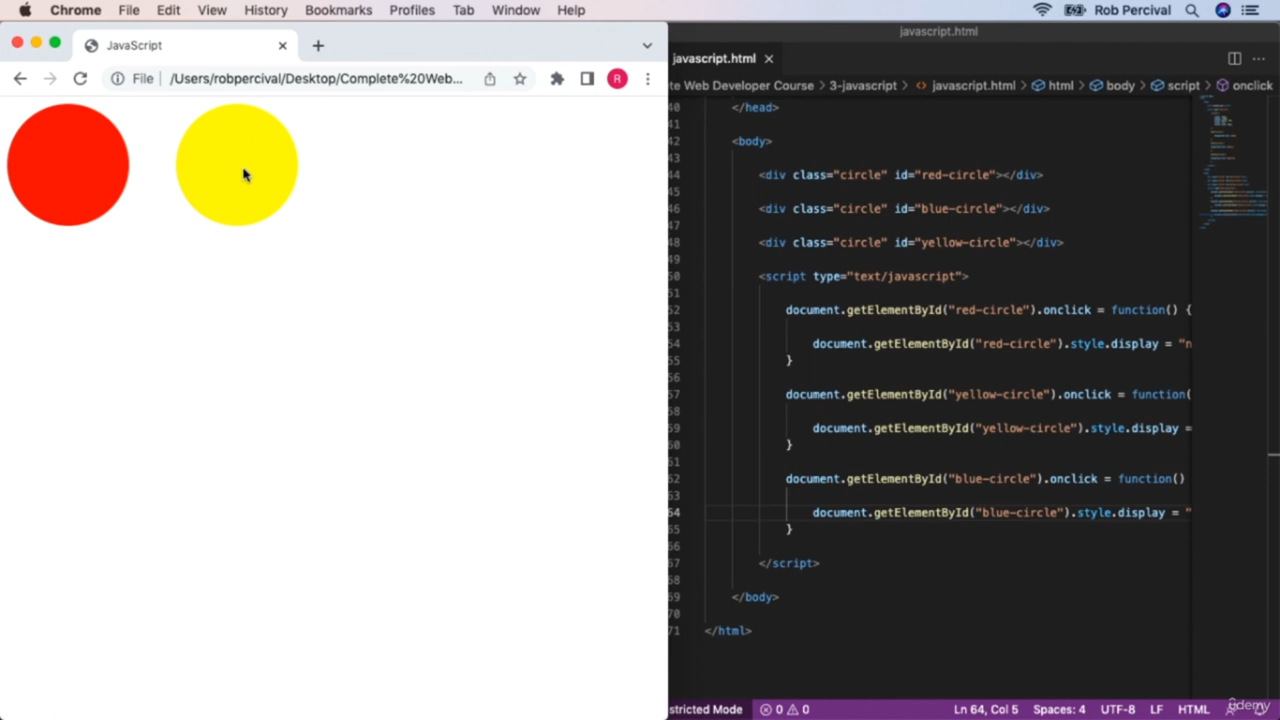 Chrome File Edit View History Bookmarks Profiles Tab Window Help Rob Percival
JavaScript
File /Users/robpercival/Desktop/Complete%20Web...
R
javascript.html
javascript.html
te Web Developer Course > 3-javascript > javascript.html > html > body > script > onclick
40 </head>
41
42 <body>
43
44 <div class="circle" id="red-circle"></div>
45
46 <div class="circle" id="blue-circle"></div>
47
48 <div class="circle" id="yellow-circle"></div>
49
50 <script type="text/javascript">
51
52 document.getElementById("red-circle").onclick = function() {
53
54 document.getElementById("red-circle").style.display = "n
55 }
56
57 document.getElementById("yellow-circle").onclick = function(
58
59 document.getElementById("yellow-circle").style.display =
60 }
61
62 document.getElementById("blue-circle").onclick = function()
63
64 document.getElementById("blue-circle").style.display = "
65 }
66
67 </script>
68
69 </body>
70
71 </html>
stricted Mode 0 0 Ln 64, Col 5 Spaces: 4 UTF-8 LF HTML
udemy